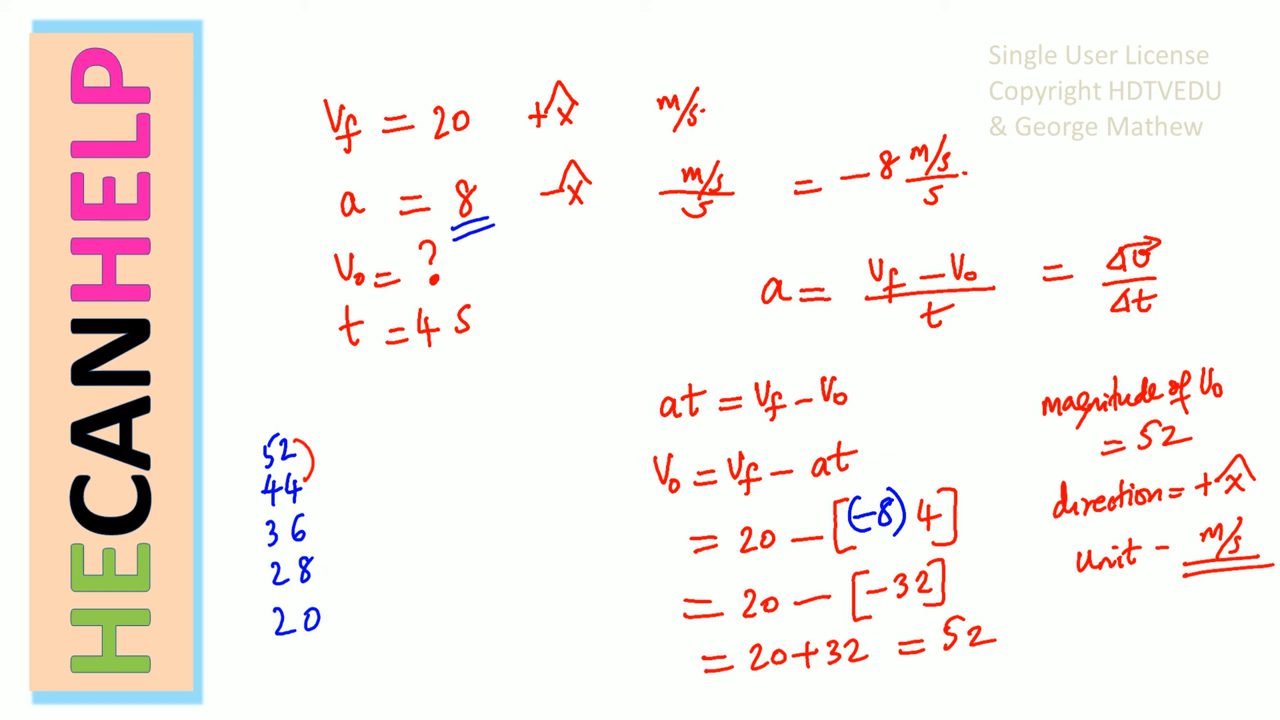 HECANHELP
Single User License
Copyright HDTVEDU
& George Mathew
Vf = 20 +x̂ m/s.
a = 8 -x̂ m/s/s = -8 m/s/s.
V₀ = ?
t = 4 s
a = (Vf - V₀)/t = Δv⃗/Δt
at = Vf - V₀
V₀ = Vf - at
= 20 - [(-8) 4]
= 20 - [-32]
= 20 + 32 = 52
magnitude of V₀
= 52
direction = +x̂
unit - m/s
52
44
36
28
20